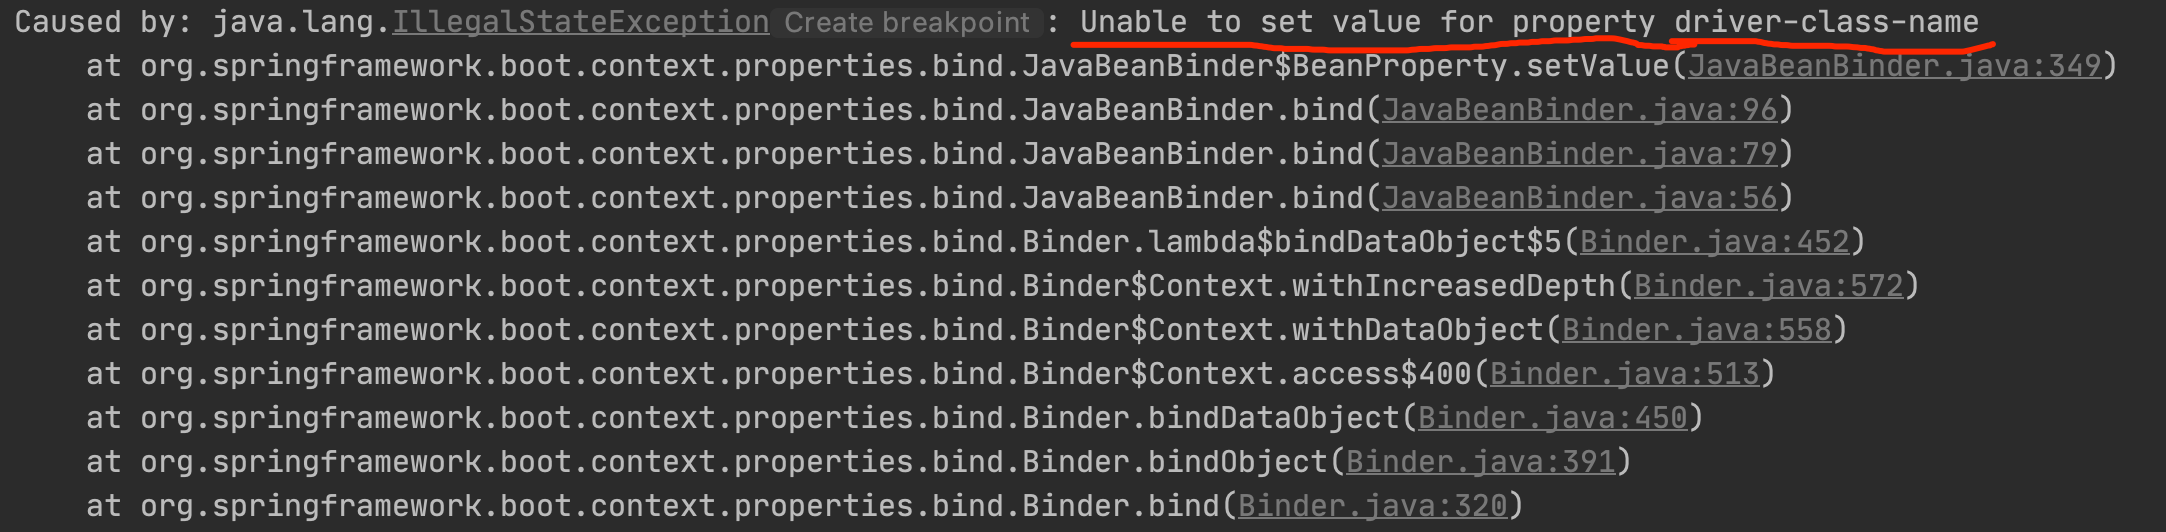 Caused by: java.lang.IllegalStateException Create breakpoint : Unable to set value for property driver-class-name
at org.springframework.boot.context.properties.bind.JavaBeanBinder$BeanProperty.setValue(JavaBeanBinder.java:349)
at org.springframework.boot.context.properties.bind.JavaBeanBinder.bind(JavaBeanBinder.java:96)
at org.springframework.boot.context.properties.bind.JavaBeanBinder.bind(JavaBeanBinder.java:79)
at org.springframework.boot.context.properties.bind.JavaBeanBinder.bind(JavaBeanBinder.java:56)
at org.springframework.boot.context.properties.bind.Binder.lambda$bindDataObject$5(Binder.java:452)
at org.springframework.boot.context.properties.bind.Binder$Context.withIncreasedDepth(Binder.java:572)
at org.springframework.boot.context.properties.bind.Binder$Context.withDataObject(Binder.java:558)
at org.springframework.boot.context.properties.bind.Binder$Context.access$400(Binder.java:513)
at org.springframework.boot.context.properties.bind.Binder.bindDataObject(Binder.java:450)
at org.springframework.boot.context.properties.bind.Binder.bindObject(Binder.java:391)
at org.springframework.boot.context.properties.bind.Binder.bind(Binder.java:320)